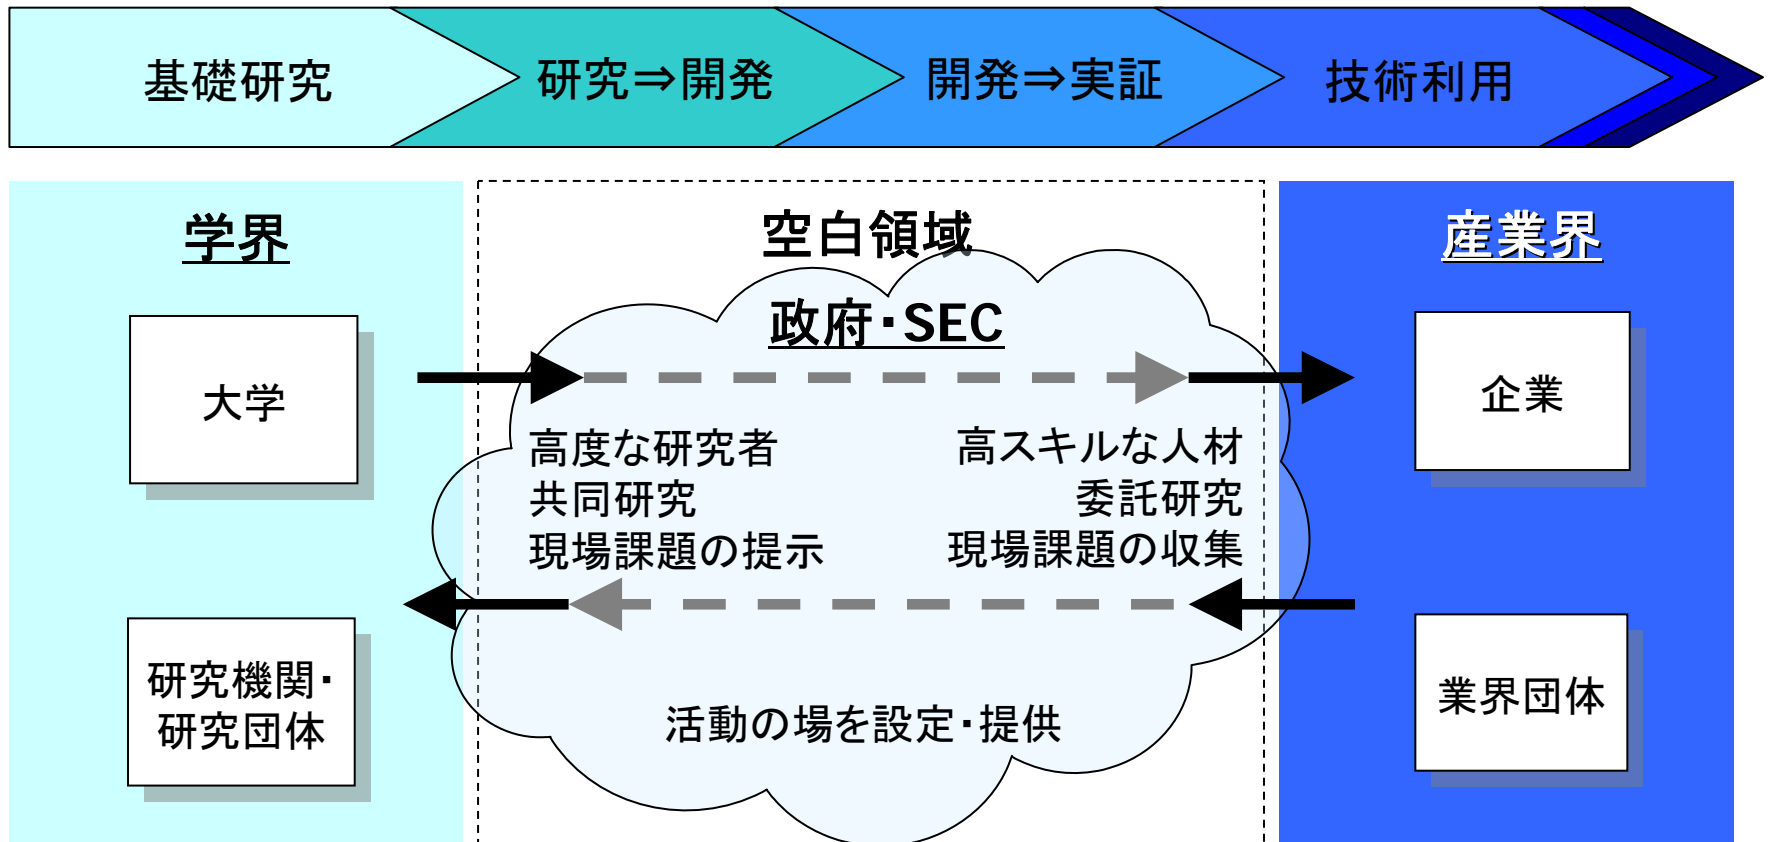 基礎研究
研究⇒開発
開発⇒実証
技術利用
学界
大学
研究機関・
研究団体
空白領域
政府・SEC
高度な研究者
共同研究
現場課題の提示
高スキルな人材
委託研究
現場課題の収集
活動の場を設定・提供
産業界
企業
業界団体